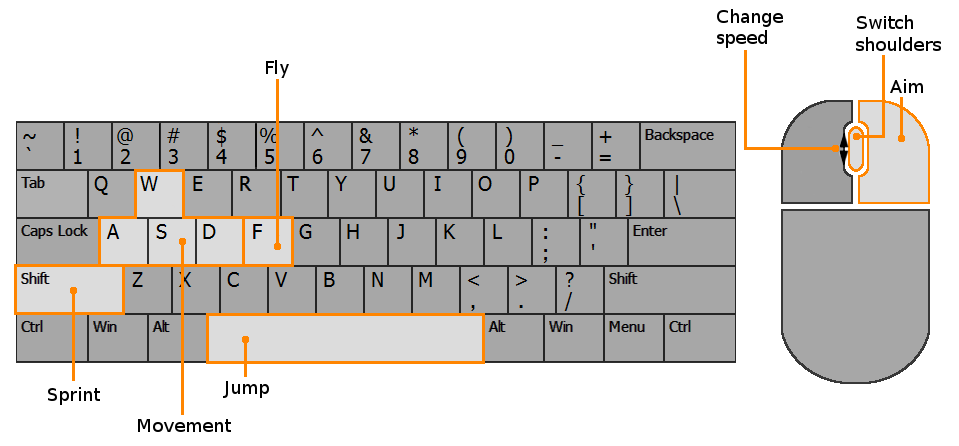 Change
speed
Switch
shoulders
Aim
Fly
~ ! @ # $ % ^ & * ( ) _ + Backspace
` 1 2 3 4 5 6 7 8 9 0 - =
Tab Q W E R T Y U I O P { } |
[ ] \
Caps Lock A S D F G H J K L : " Enter
; '
Shift Z X C V B N M < > ? Shift
, . /
Ctrl Win Alt Alt Win Menu Ctrl
Sprint
Jump
Movement